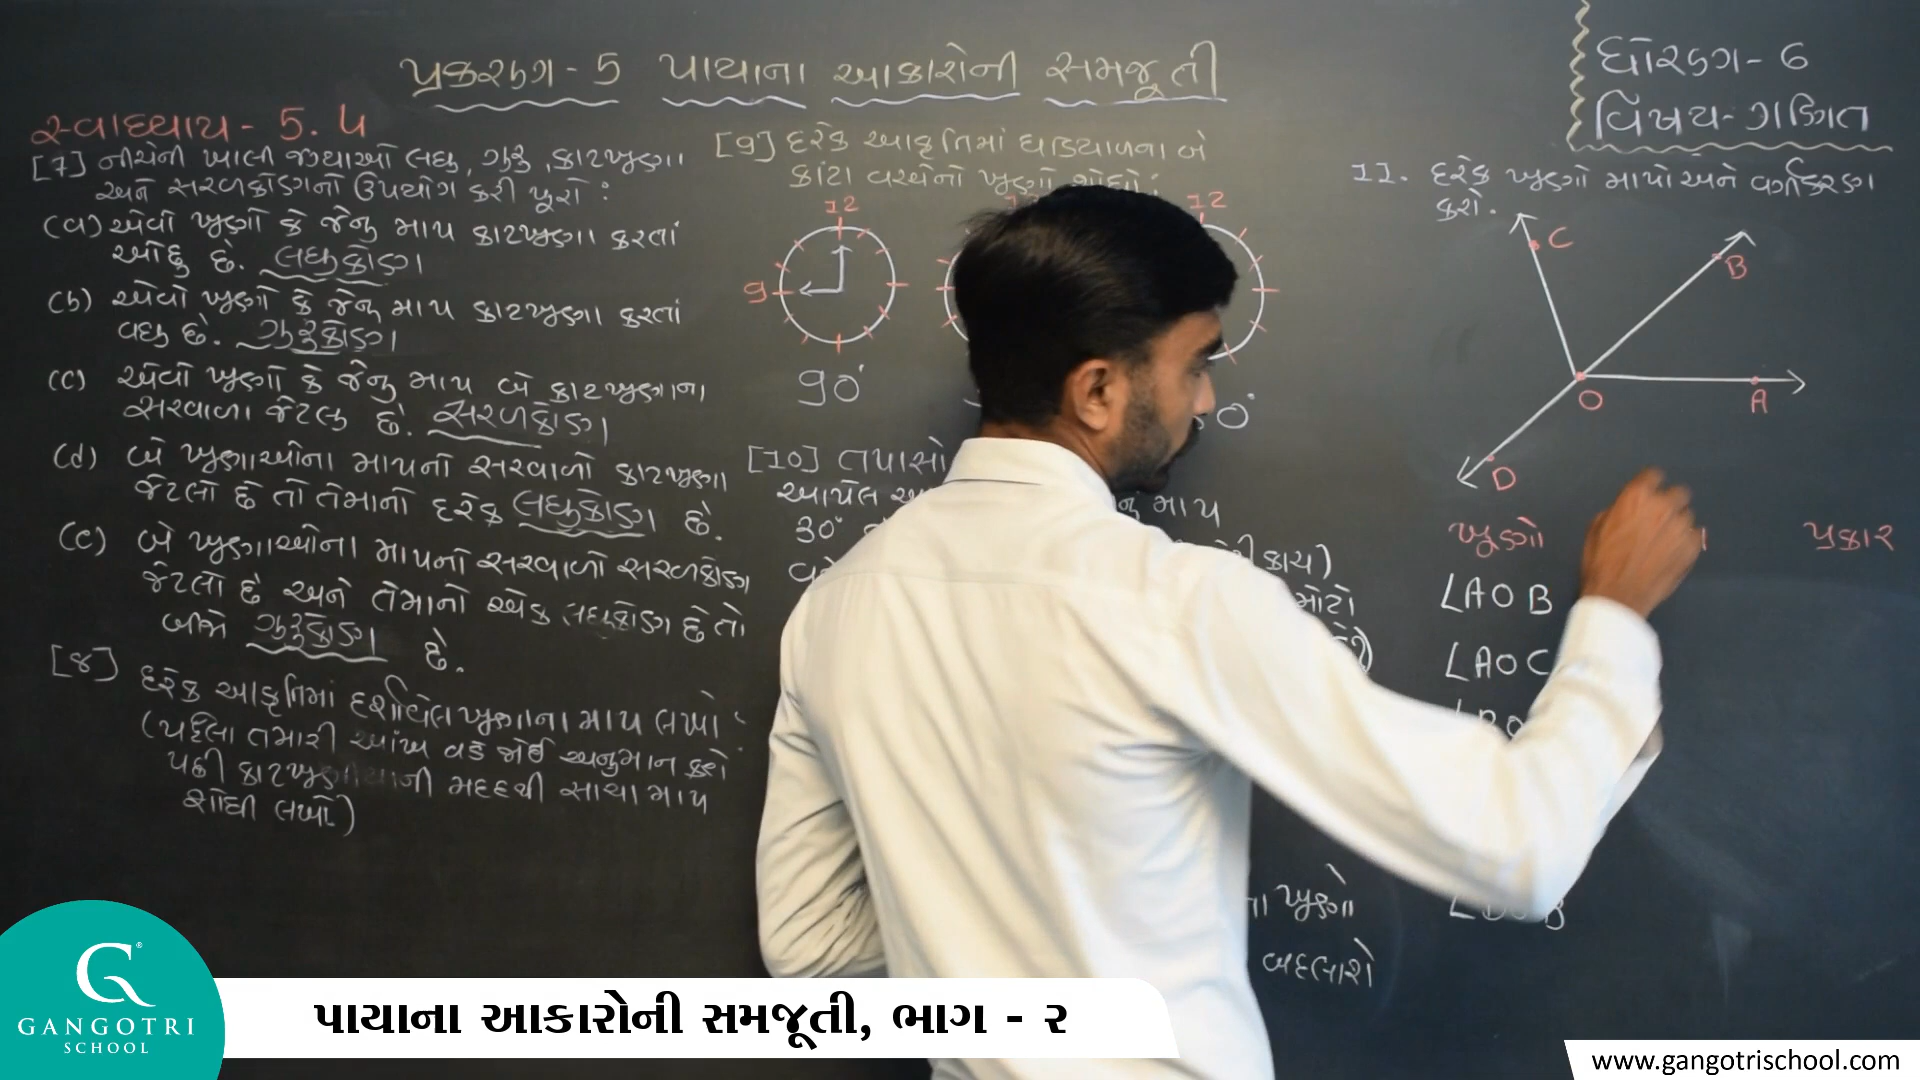 પ્રકરણ - 5 પાયાના આકારોની સમજૂતી
ધોરણ - 6
વિષય - ગણિત
સ્વાધ્યાય - 5.4
[7] નીચેની ખાલી જગ્યાઓ લઘુ, ગુરુ, કાટખૂણા
અને સરળકોણનો ઉપયોગ કરી પૂરો :
(a) એવો ખૂણો કે જેનુ માપ કાટખૂણા કરતાં
ઓછુ છે. લઘુકોણ
(b) એવો ખૂણો કે જેનુ માપ કાટખૂણા કરતાં
વધુ છે. ગુરુકોણ
(c) એવો ખૂણો કે જેનુ માપ બે કાટખૂણાના
સરવાળા જેટલુ છે. સરળકોણ
(d) બે ખૂણાઓના માપનો સરવાળો કાટખૂણા
જેટલો છે તો તેમાનો દરેક લઘુકોણ છે.
(e) બે ખૂણાઓના માપનો સરવાળો સરળકોણ
જેટલો છે અને તેમાનો એક લઘુકોણ છે તો
બીજો ગુરુકોણ છે.
[8] દરેક આકૃતિમાં દર્શાવેલ ખૂણાના માપ લખો
(પહેલા તમારી આંખ વડે જોઈ અનુમાન કરો
પછી કાટખૂણીયાની મદદથી સાચા માપ
શોધી લખો.)
[9] દરેક આકૃતિમાં ઘડિયાળના બે
કાંટા વચ્ચેનો ખૂણો શોધો :
12
12
9
90°
0°
[10] તપાસો
આપેલ નુ માપ
30°
કાચ)
મોટો
ખૂણો
બદલાશે
11. દરેક ખૂણો માપો અને વર્ગીકરણ
કરો.
C
B
O
A
D
ખૂણો
પ્રકાર
∠AOB
∠AOC
GANGOTRI
SCHOOL
પાયાના આકારોની સમજૂતી, ભાગ - ૨
www.gangotrischool.com